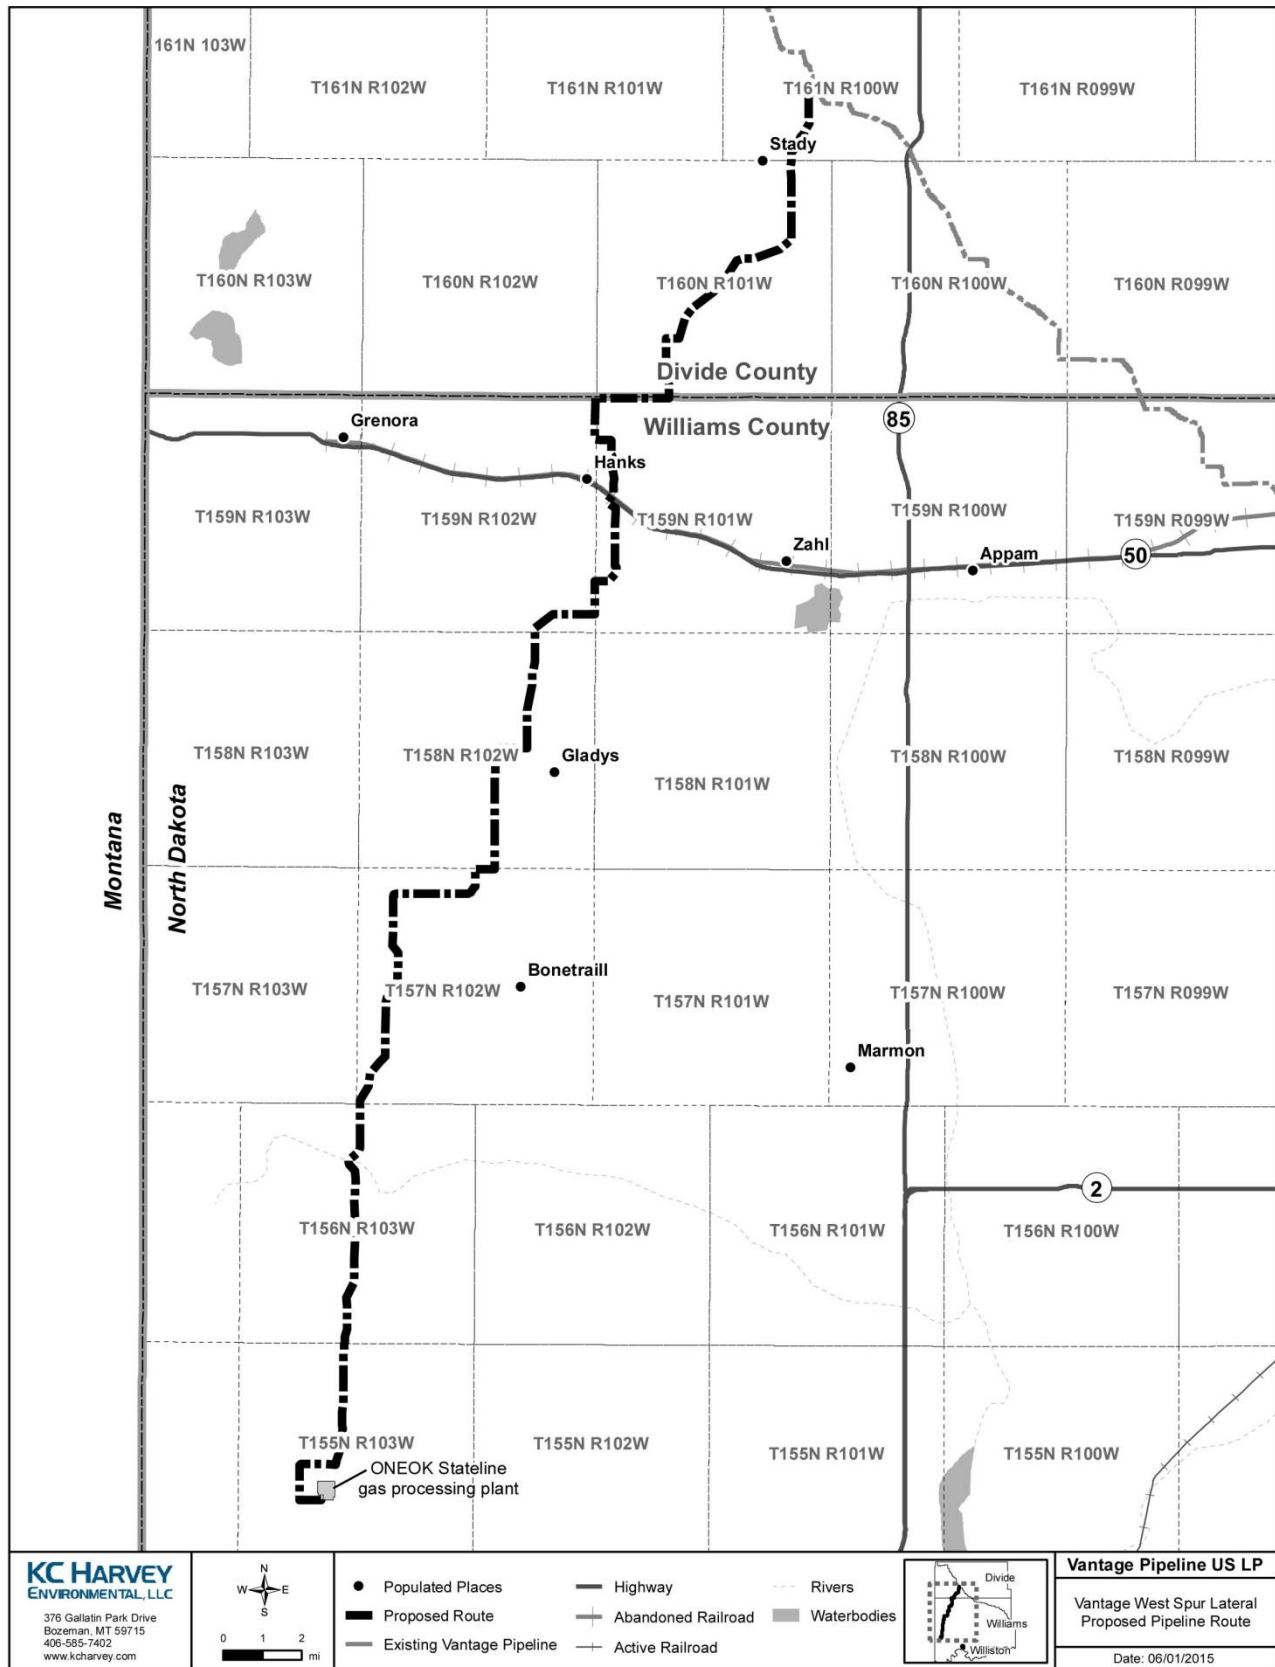 161N 103W
T161N R102W
T161N R101W
T161N R100W
T161N R099W
Stady
T160N R103W
T160N R102W
T160N R101W
T160N R100W
T160N R099W
Divide County
Williams County
85
Grenora
Hanks
T159N R103W
T159N R102W
T159N R101W
T159N R100W
T159N R099W
Zahl
Appam
50
T158N R103W
T158N R102W
Gladys
T158N R101W
T158N R100W
T158N R099W
Montana
North Dakota
Bonetraill
T157N R103W
T157N R102W
T157N R101W
T157N R100W
T157N R099W
Marmon
2
T156N R103W
T156N R102W
T156N R101W
T156N R100W
T155N R103W
T155N R102W
T155N R101W
T155N R100W
ONEOK Stateline
gas processing plant
KC HARVEY
ENVIRONMENTAL, LLC
376 Gallatin Park Drive
Bozeman, MT 59715
406-585-7402
www.kcharvey.com
N
W E
S
0 1 2
mi
Populated Places
Proposed Route
Existing Vantage Pipeline
Highway
Abandoned Railroad
Active Railroad
Rivers
Waterbodies
Divide
Williams
Williston
Vantage Pipeline US LP
Vantage West Spur Lateral
Proposed Pipeline Route
Date: 06/01/2015